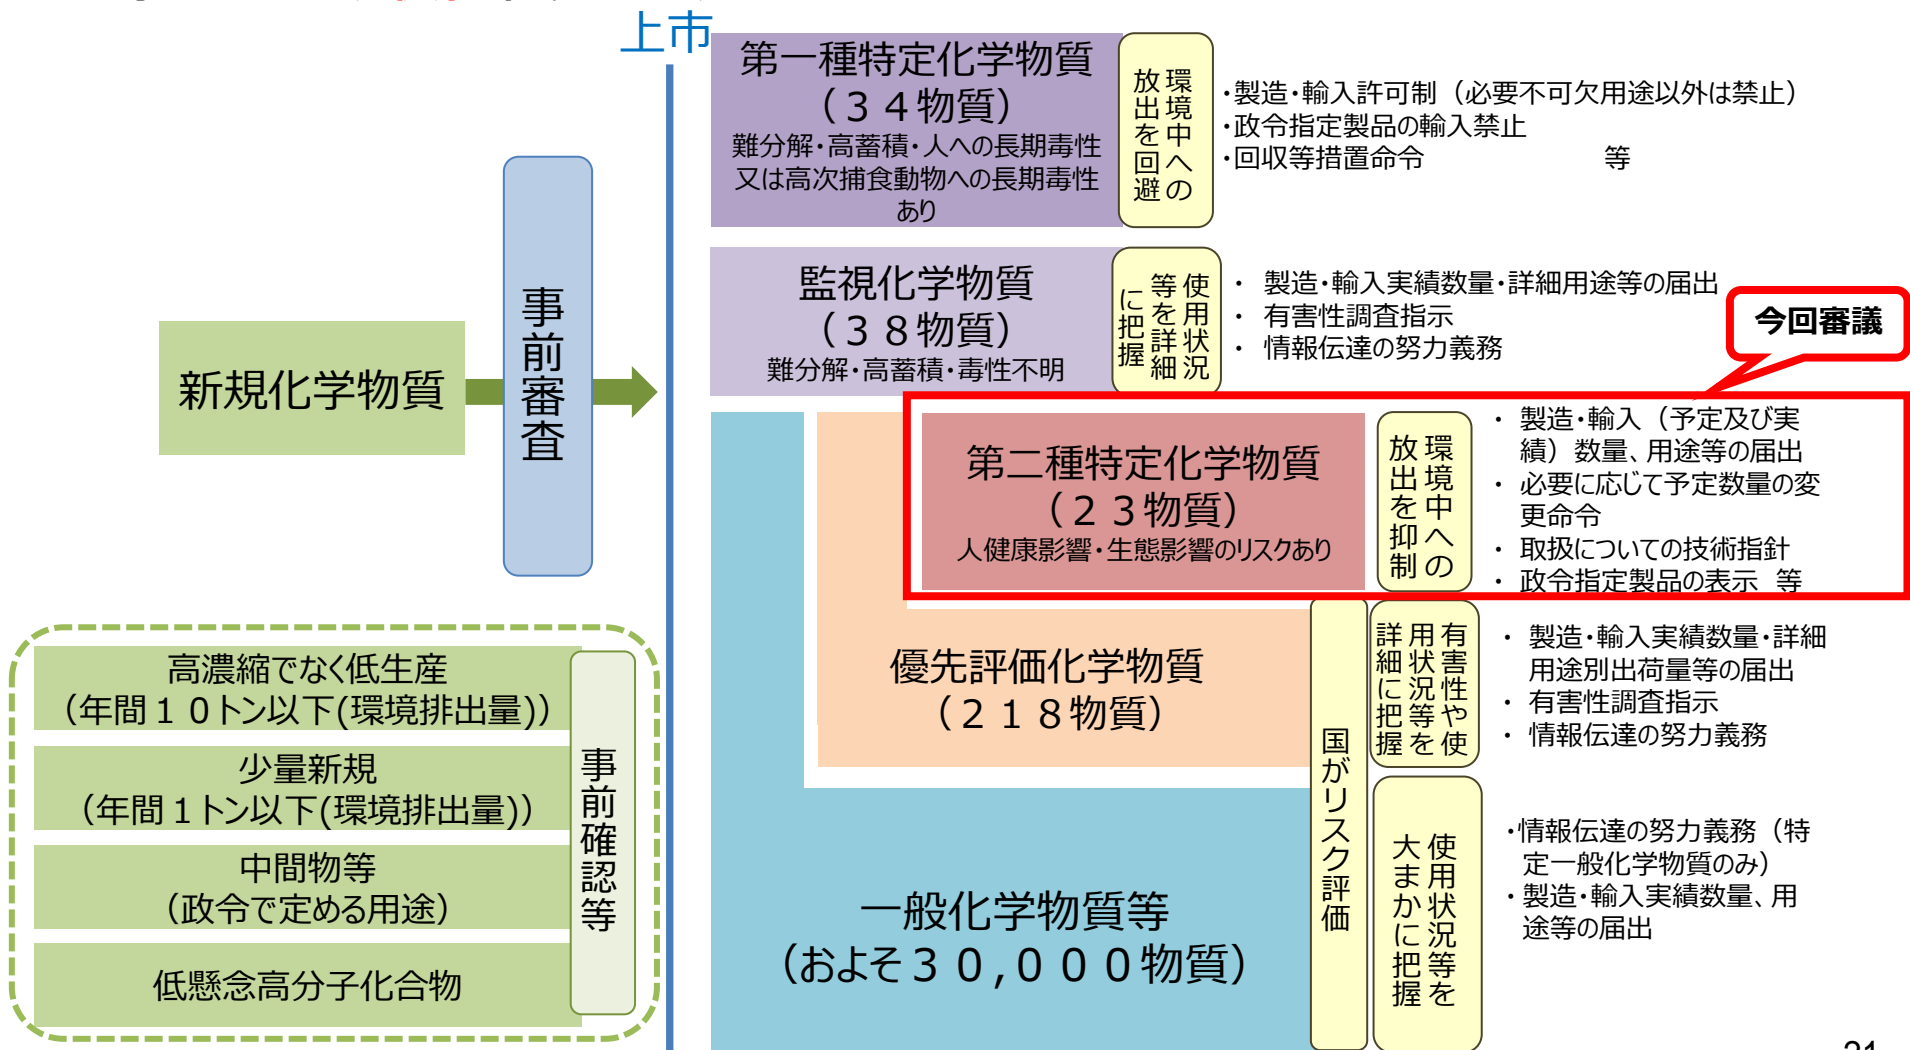 上市
第一種特定化学物質
（３４物質）
難分解・高蓄積・人への長期毒性
又は高次捕食動物への長期毒性
あり
環境中への
放出を回避
・製造・輸入許可制（必要不可欠用途以外は禁止）
・政令指定製品の輸入禁止
・回収等措置命令　　　　　　　等
監視化学物質
（３８物質）
難分解・高蓄積・毒性不明
使用状況
等を詳細
に把握
・ 製造・輸入実績数量・詳細用途等の届出
・ 有害性調査指示
・ 情報伝達の努力義務
今回審議
新規化学物質
事前審査
第二種特定化学物質
（２３物質）
人健康影響・生態影響のリスクあり
環境中への
放出を抑制
・ 製造・輸入（予定及び実
績）数量、用途等の届出
・ 必要に応じて予定数量の変
更命令
・ 取扱についての技術指針
・ 政令指定製品の表示 等
優先評価化学物質
（２１８物質）
有害性や使
用状況等を
詳細に把握
・ 製造・輸入実績数量・詳細
用途別出荷量等の届出
・ 有害性調査指示
・ 情報伝達の努力義務
国がリスク評価
一般化学物質等
（およそ３０,０００物質）
使用状況等を
大まかに把握
・情報伝達の努力義務（特
定一般化学物質のみ）
・製造・輸入実績数量、用
途等の届出
高濃縮でなく低生産
（年間１０トン以下(環境排出量)）
少量新規
（年間１トン以下(環境排出量)）
中間物等
（政令で定める用途）
低懸念高分子化合物
事前確認等